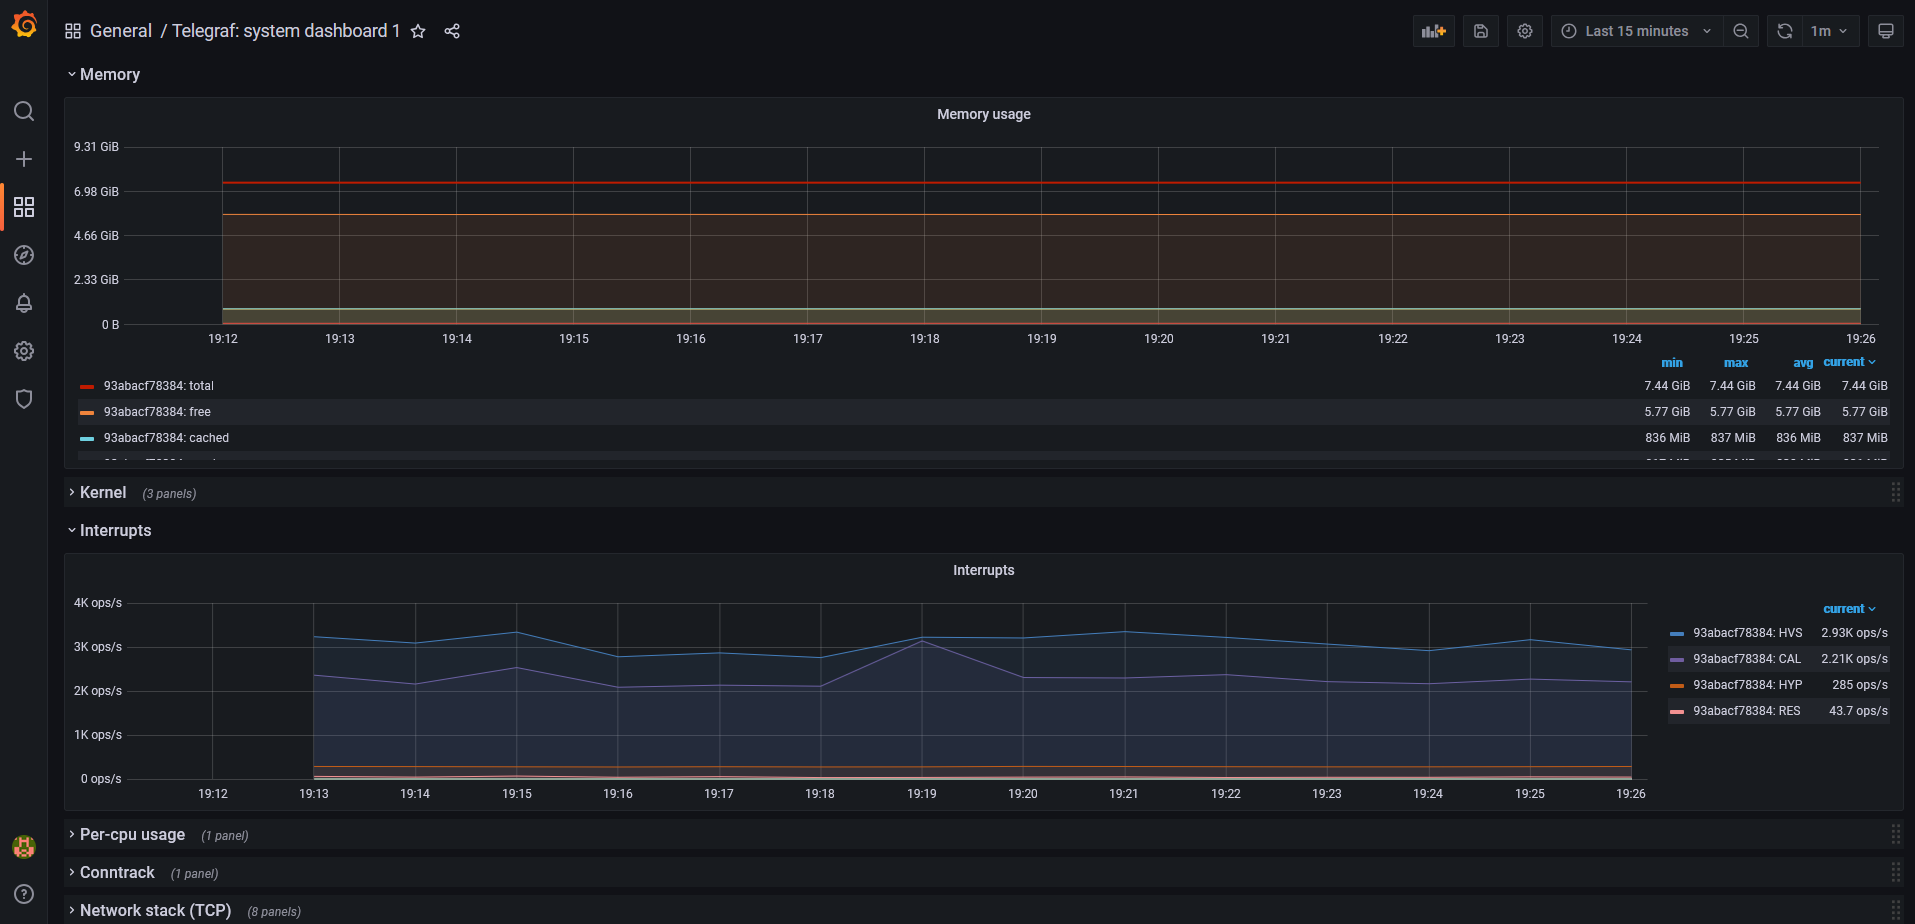 General / Telegraf: system dashboard 1
Last 15 minutes
1m
Memory
Memory usage
9.31 GiB
6.98 GiB
4.66 GiB
2.33 GiB
0 B
19:12 19:13 19:14 19:15 19:16 19:17 19:18 19:19 19:20 19:21 19:22 19:23 19:24 19:25 19:26
min max avg current
93abacf78384: total 7.44 GiB 7.44 GiB 7.44 GiB 7.44 GiB
93abacf78384: free 5.77 GiB 5.77 GiB 5.77 GiB 5.77 GiB
93abacf78384: cached 836 MiB 837 MiB 836 MiB 837 MiB
Kernel (3 panels)
Interrupts
Interrupts
4K ops/s
3K ops/s
2K ops/s
1K ops/s
0 ops/s
19:12 19:13 19:14 19:15 19:16 19:17 19:18 19:19 19:20 19:21 19:22 19:23 19:24 19:25 19:26
current
93abacf78384: HVS 2.93K ops/s
93abacf78384: CAL 2.21K ops/s
93abacf78384: HYP 285 ops/s
93abacf78384: RES 43.7 ops/s
Per-cpu usage (1 panel)
Conntrack (1 panel)
Network stack (TCP) (8 panels)